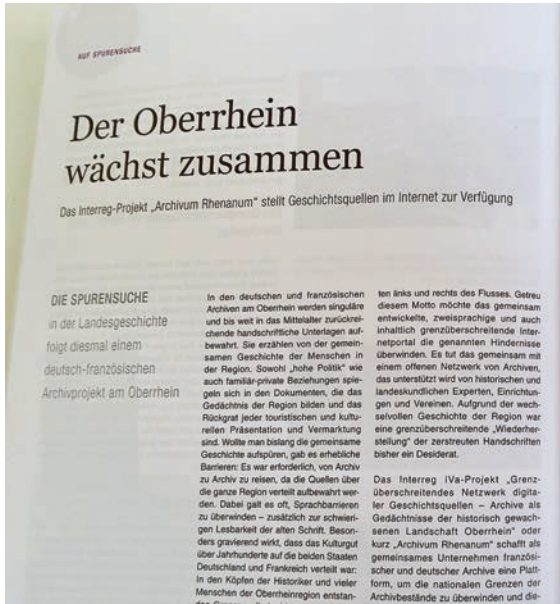 AUF SPURENSUCHE
Der Oberrhein
wächst zusammen
Das Interreg-Projekt „Archivum Rhenanum" stellt Geschichtsquellen im Internet zur Verfügung
DIE SPURENSUCHE
in der Landesgeschichte
folgt diesmal einem
deutsch-französischen
Archivprojekt am Oberrhein
In den deutschen und französischen
Archiven am Oberrhein werden singuläre
und bis weit in das Mittelalter zurückrei-
chende handschriftliche Unterlagen auf-
bewahrt. Sie erzählen von der gemein-
samen Geschichte der Menschen in
der Region. Sowohl „hohe Politik" wie
auch familiär-private Beziehungen spie-
geln sich in den Dokumenten, die das
Gedächtnis der Region bilden und das
Rückgrat jeder touristischen und kultu-
rellen Präsentation und Vermarktung
sind. Wollte man bislang die gemeinsame
Geschichte aufspüren, gab es erhebliche
Barrieren: Es war erforderlich, von Archiv
zu Archiv zu reisen, da die Quellen über
die ganze Region verteilt aufbewahrt wer-
den. Dabei galt es oft, Sprachbarrieren
zu überwinden – zusätzlich zur schwieri-
gen Lesbarkeit der alten Schrift. Beson-
ders gravierend wirkt, dass das Kulturgut
über Jahrhunderte auf die beiden Staaten
Deutschland und Frankreich verteilt war:
In den Köpfen der Historiker und vieler
Menschen der Oberrheinregion entstan-
ten links und rechts des Flusses. Getreu
diesem Motto möchte das gemeinsam
entwickelte, zweisprachige und auch
inhaltlich grenzüberschreitende Inter-
netportal die genannten Hindernisse
überwinden. Es tut das gemeinsam mit
einem offenen Netzwerk von Archiven,
das unterstützt wird von historischen und
landeskundlichen Experten, Einrichtun-
gen und Vereinen. Aufgrund der wech-
selvollen Geschichte der Region war
eine grenzüberschreitende „Wiederher-
stellung" der zerstreuten Handschriften
bisher ein Desiderat.
Das Interreg IVa-Projekt „Grenz-
überschreitendes Netzwerk digita-
ler Geschichtsquellen – Archive als
Gedächtnisse der historisch gewach-
senen Landschaft Oberrhein" oder
kurz „Archivum Rhenanum" schafft als
gemeinsames Unternehmen französi-
scher und deutscher Archive eine Platt-
form, um die nationalen Grenzen der
Archivbestände zu überwinden und die-